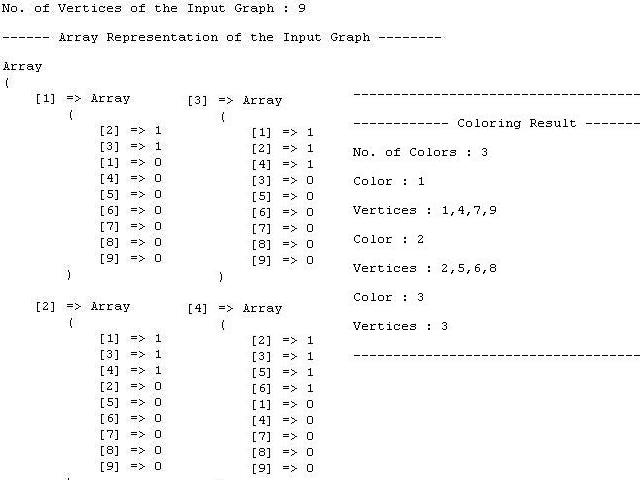 No. of Vertices of the Input Graph : 9
------ Array Representation of the Input Graph --------
Array
(
[1] => Array
(
[2] => 1
[3] => 1
[1] => 0
[4] => 0
[5] => 0
[6] => 0
[7] => 0
[8] => 0
[9] => 0
)
[2] => Array
(
[1] => 1
[3] => 1
[4] => 1
[2] => 0
[5] => 0
[6] => 0
[7] => 0
[8] => 0
[9] => 0
[3] => Array
(
[1] => 1
[2] => 1
[4] => 1
[3] => 0
[5] => 0
[6] => 0
[7] => 0
[8] => 0
[9] => 0
)
[4] => Array
(
[2] => 1
[3] => 1
[5] => 1
[6] => 1
[1] => 0
[4] => 0
[7] => 0
[8] => 0
[9] => 0
------------------------------------
------------ Coloring Result -------
No. of Colors : 3
Color : 1
Vertices : 1,4,7,9
Color : 2
Vertices : 2,5,6,8
Color : 3
Vertices : 3
------------------------------------